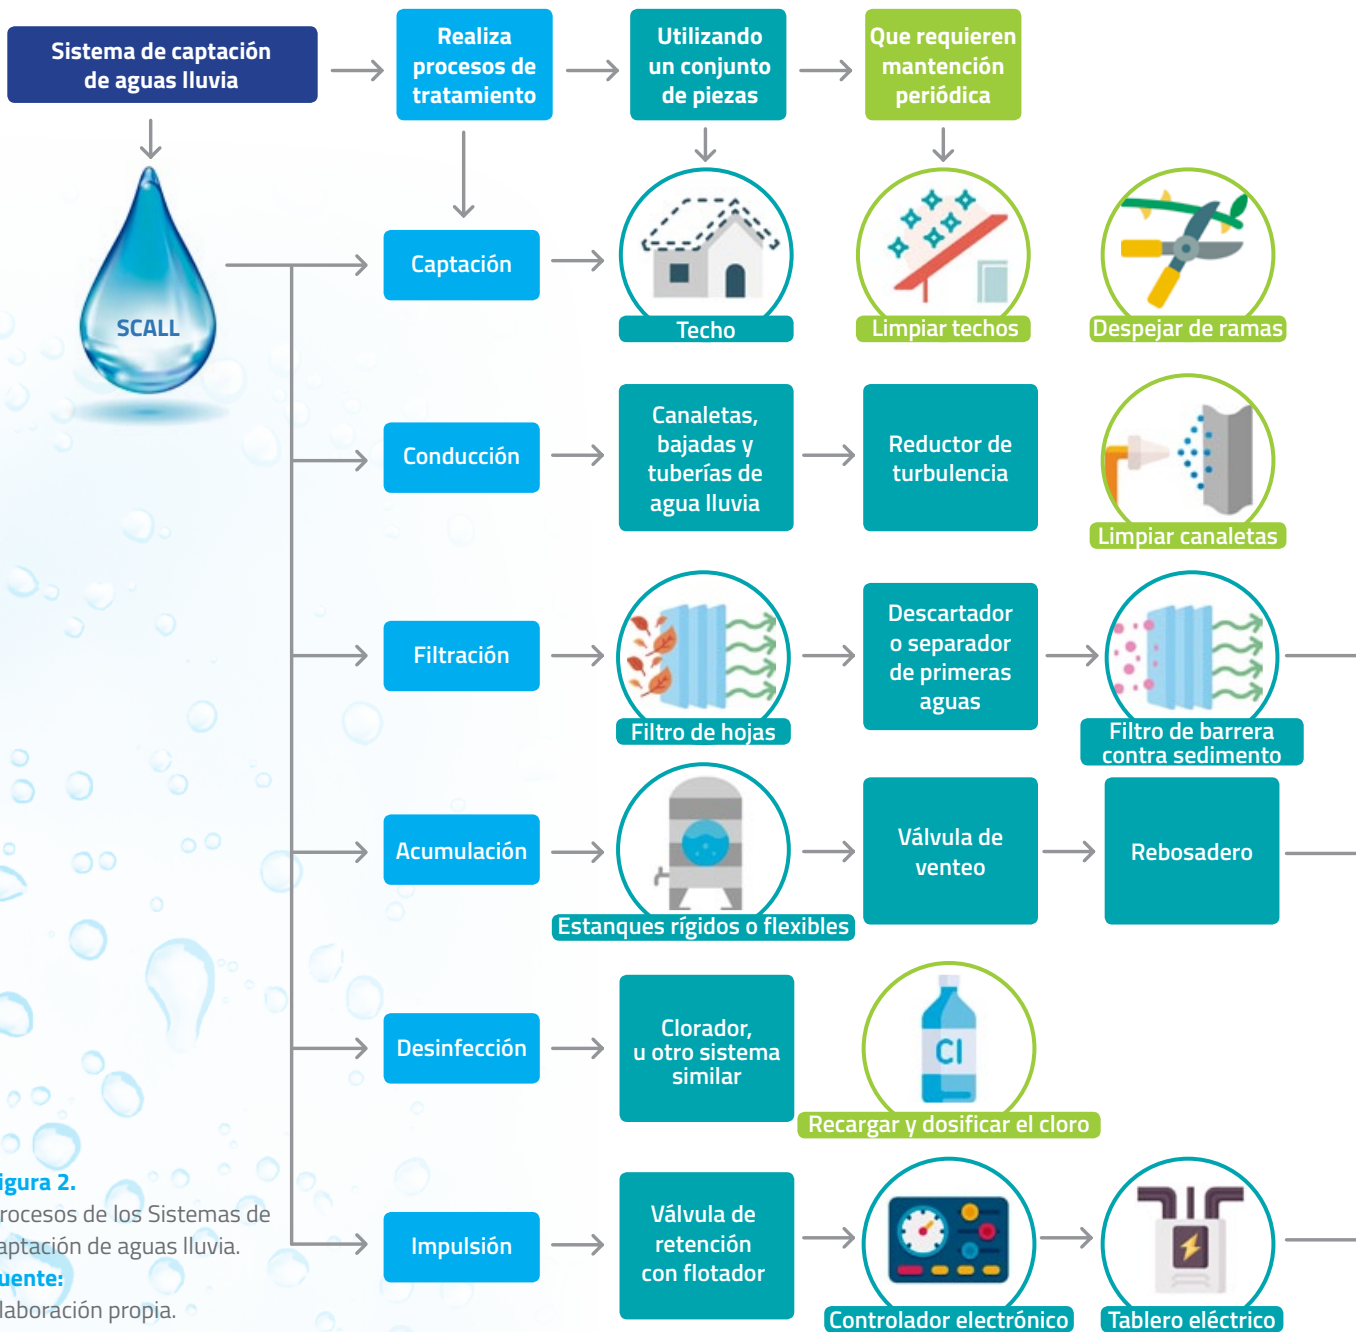 Sistema de captación
de aguas lluvia
Realiza
procesos de
tratamiento
Utilizando
un conjunto
de piezas
Que requieren
mantención
periódica
SCALL
Captación
Techo
Limpiar techos
Despejar de ramas
Conducción
Canaletas,
bajadas y
tuberías de
agua lluvia
Reductor de
turbulencia
Limpiar canaletas
Filtración
Filtro de hojas
Descartador
o separador
de primeras
aguas
Filtro de barrera
contra sedimento
Acumulación
Estanques rígidos o flexibles
Válvula de
venteo
Rebosadero
Desinfección
Clorador,
u otro sistema
similar
Cl
Recargar y dosificar el cloro
Impulsión
Válvula de
retención
con flotador
Controlador electrónico
Tablero eléctrico
igura 2.
rocesos de los Sistemas de
aptación de aguas lluvia.
uente:
laboración propia.